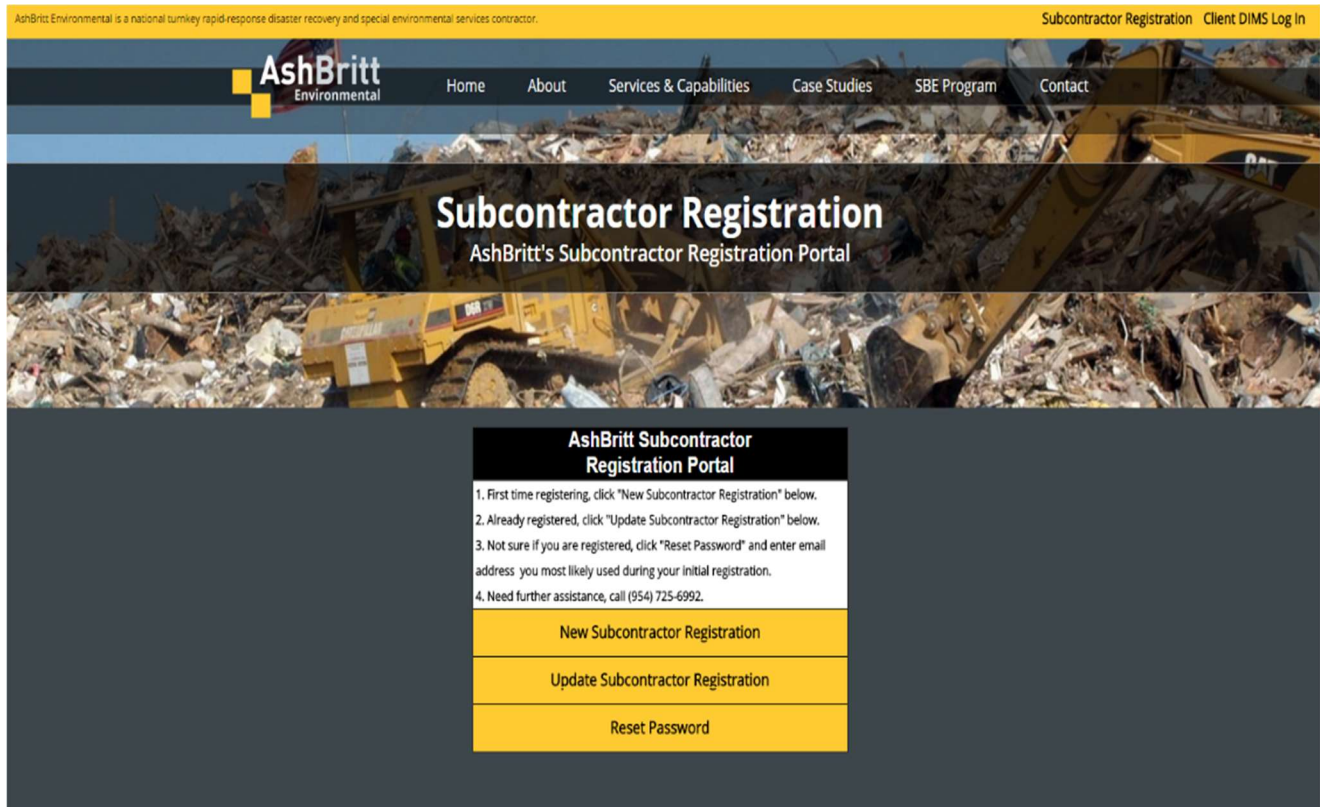 AshBritt Environmental is a national turnkey rapid-response disaster recovery and special environmental services contractor.
Subcontractor Registration Client DIMS Log In
AshBritt
Environmental
Home About Services & Capabilities Case Studies SBE Program Contact
CAT
Subcontractor Registration
AshBritt's Subcontractor Registration Portal
D6R
CATERPILLAR
AshBritt Subcontractor
Registration Portal
1. First time registering, click "New Subcontractor Registration" below.
2. Already registered, click "Update Subcontractor Registration" below.
3. Not sure if you are registered, click "Reset Password" and enter email
address you most likely used during your initial registration.
4. Need further assistance, call (954) 725-6992.
New Subcontractor Registration
Update Subcontractor Registration
Reset Password